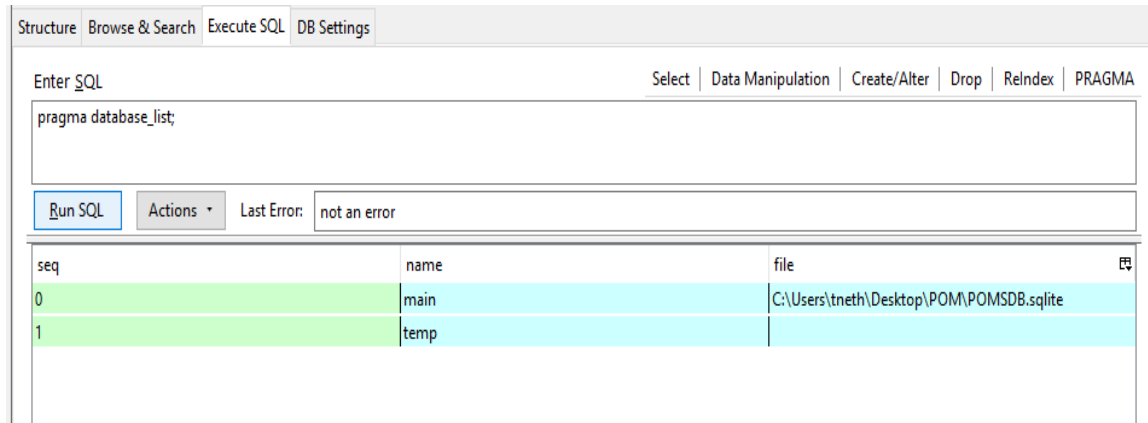 Structure Browse & Search Execute SQL DB Settings
Enter SQL Select Data Manipulation Create/Alter Drop ReIndex PRAGMA
pragma database_list;
Run SQL Actions Last Error: not an error
seq name file
0 main C:\Users\tneth\Desktop\POM\POMSDB.sqlite
1 temp